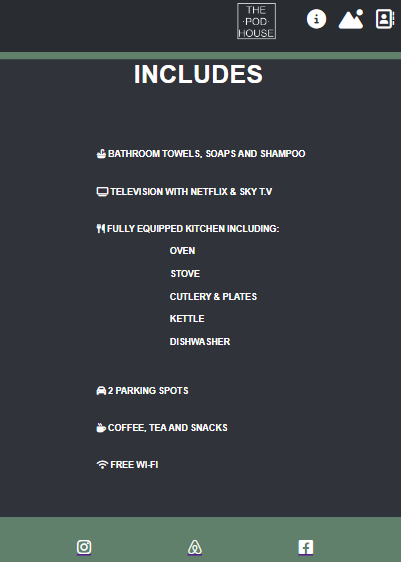 THE
·POD·
HOUSE
INCLUDES
BATHROOM TOWELS, SOAPS AND SHAMPOO
TELEVISION WITH NETFLIX & SKY T.V
FULLY EQUIPPED KITCHEN INCLUDING:
OVEN
STOVE
CUTLERY & PLATES
KETTLE
DISHWASHER
2 PARKING SPOTS
COFFEE, TEA AND SNACKS
FREE WI-FI